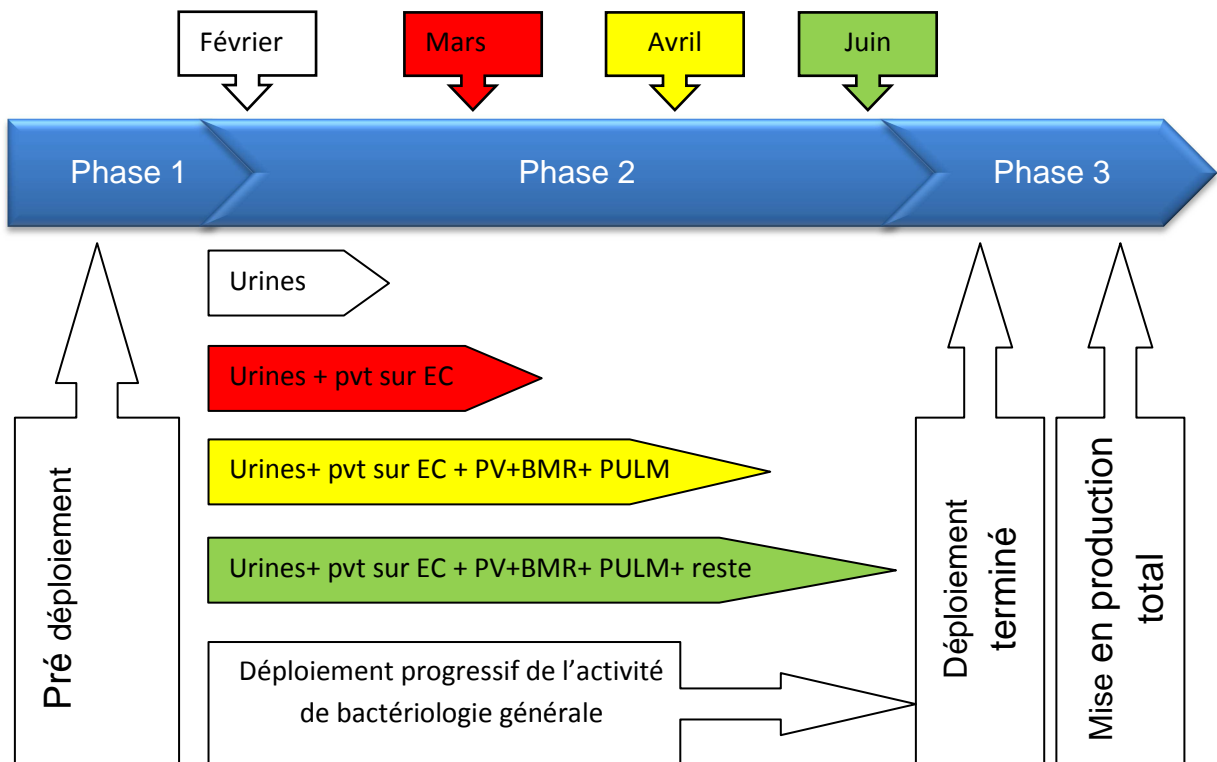 Février
Mars
Avril
Juin
Phase 1
Phase 2
Phase 3
Urines
Urines + pvt sur EC
Urines+ pvt sur EC + PV+BMR+ PULM
Urines+ pvt sur EC + PV+BMR+ PULM+ reste
Déploiement progressif de l’activité
de bactériologie générale
Pré déploiement
Déploiement
terminé
Mise en production
total